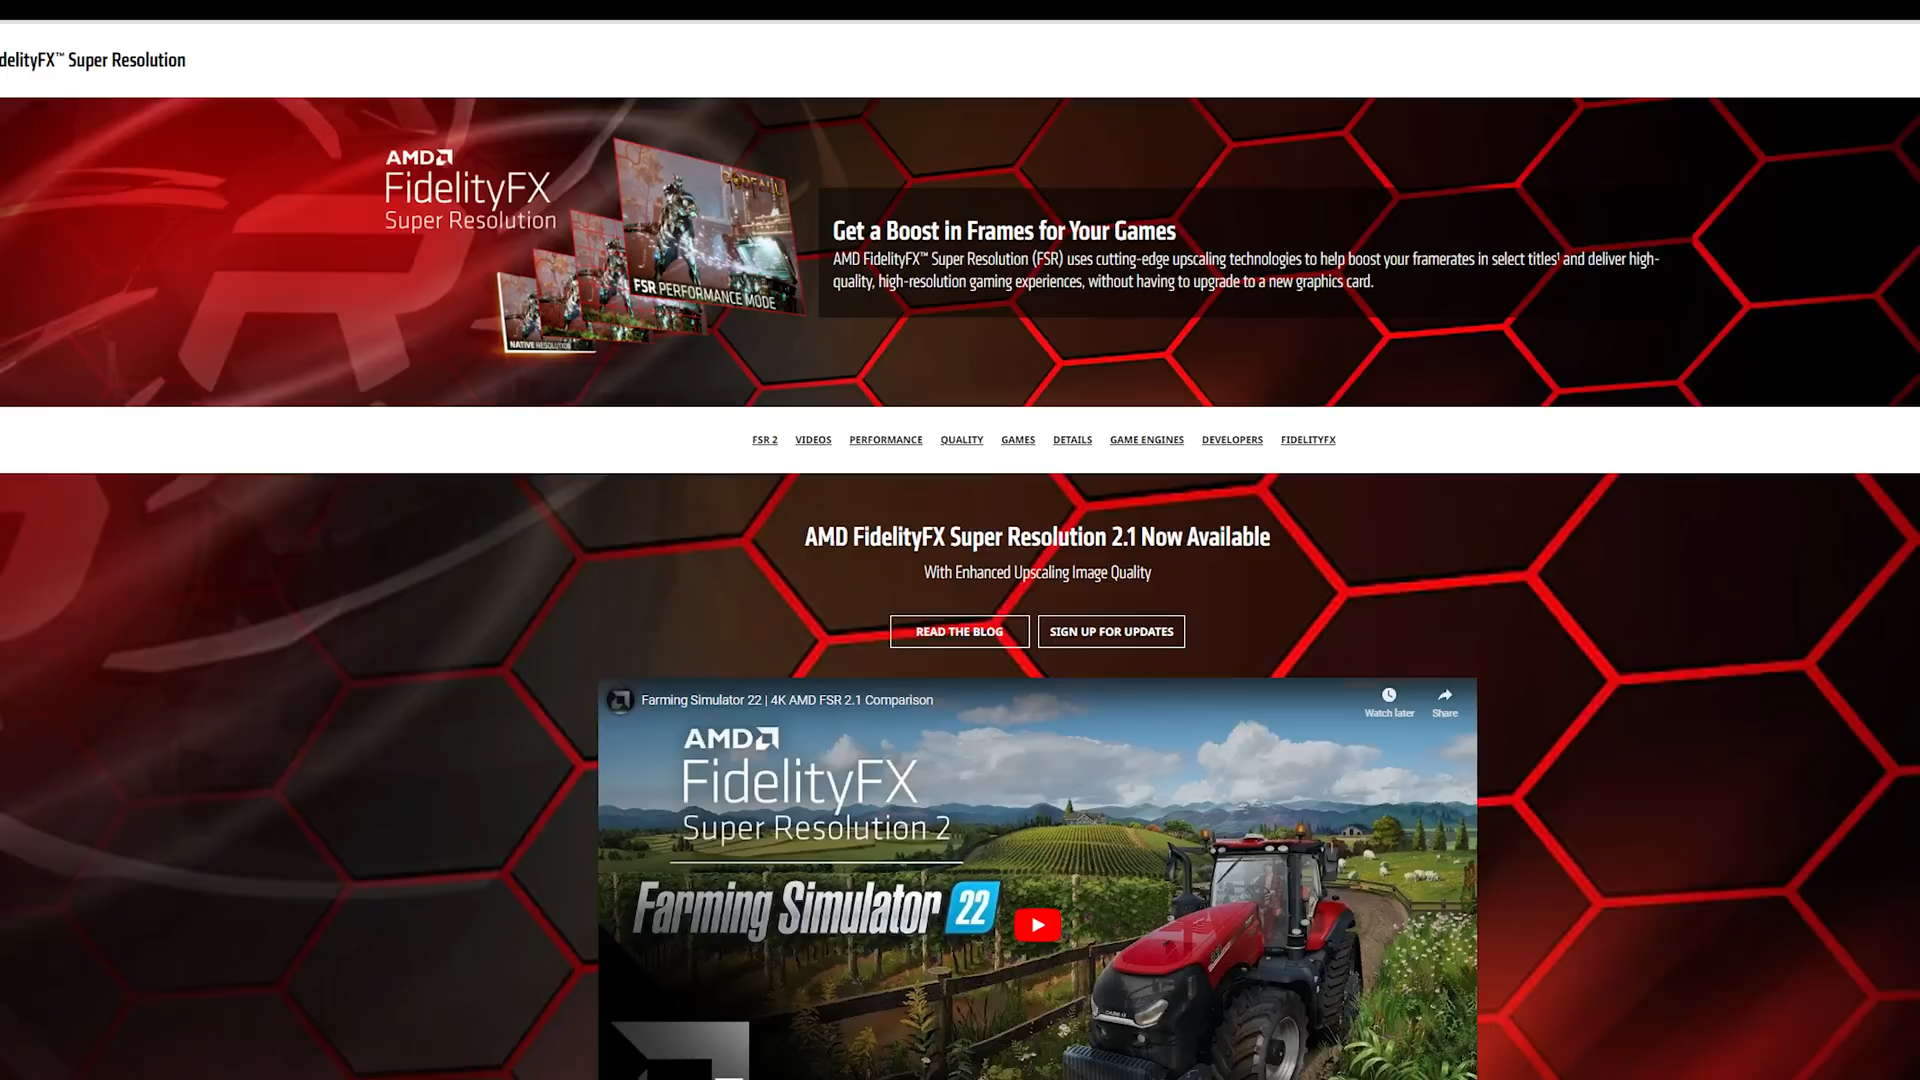 delityFX™ Super Resolution
AMD
FidelityFX
Super Resolution
GODFALL
FSR PERFORMANCE MODE
NATIVE RESOLUTION
Get a Boost in Frames for Your Games
AMD FidelityFX™ Super Resolution (FSR) uses cutting-edge upscaling technologies to help boost your framerates in select titles¹ and deliver high-
quality, high-resolution gaming experiences, without having to upgrade to a new graphics card.
FSR 2 VIDEOS PERFORMANCE QUALITY GAMES DETAILS GAME ENGINES DEVELOPERS FIDELITYFX
AMD FidelityFX Super Resolution 2.1 Now Available
With Enhanced Upscaling Image Quality
READ THE BLOG SIGN UP FOR UPDATES
Farming Simulator 22 | 4K AMD FSR 2.1 Comparison
Watch later Share
AMD
FidelityFX
Super Resolution 2
Farming Simulator 22
CASE IH